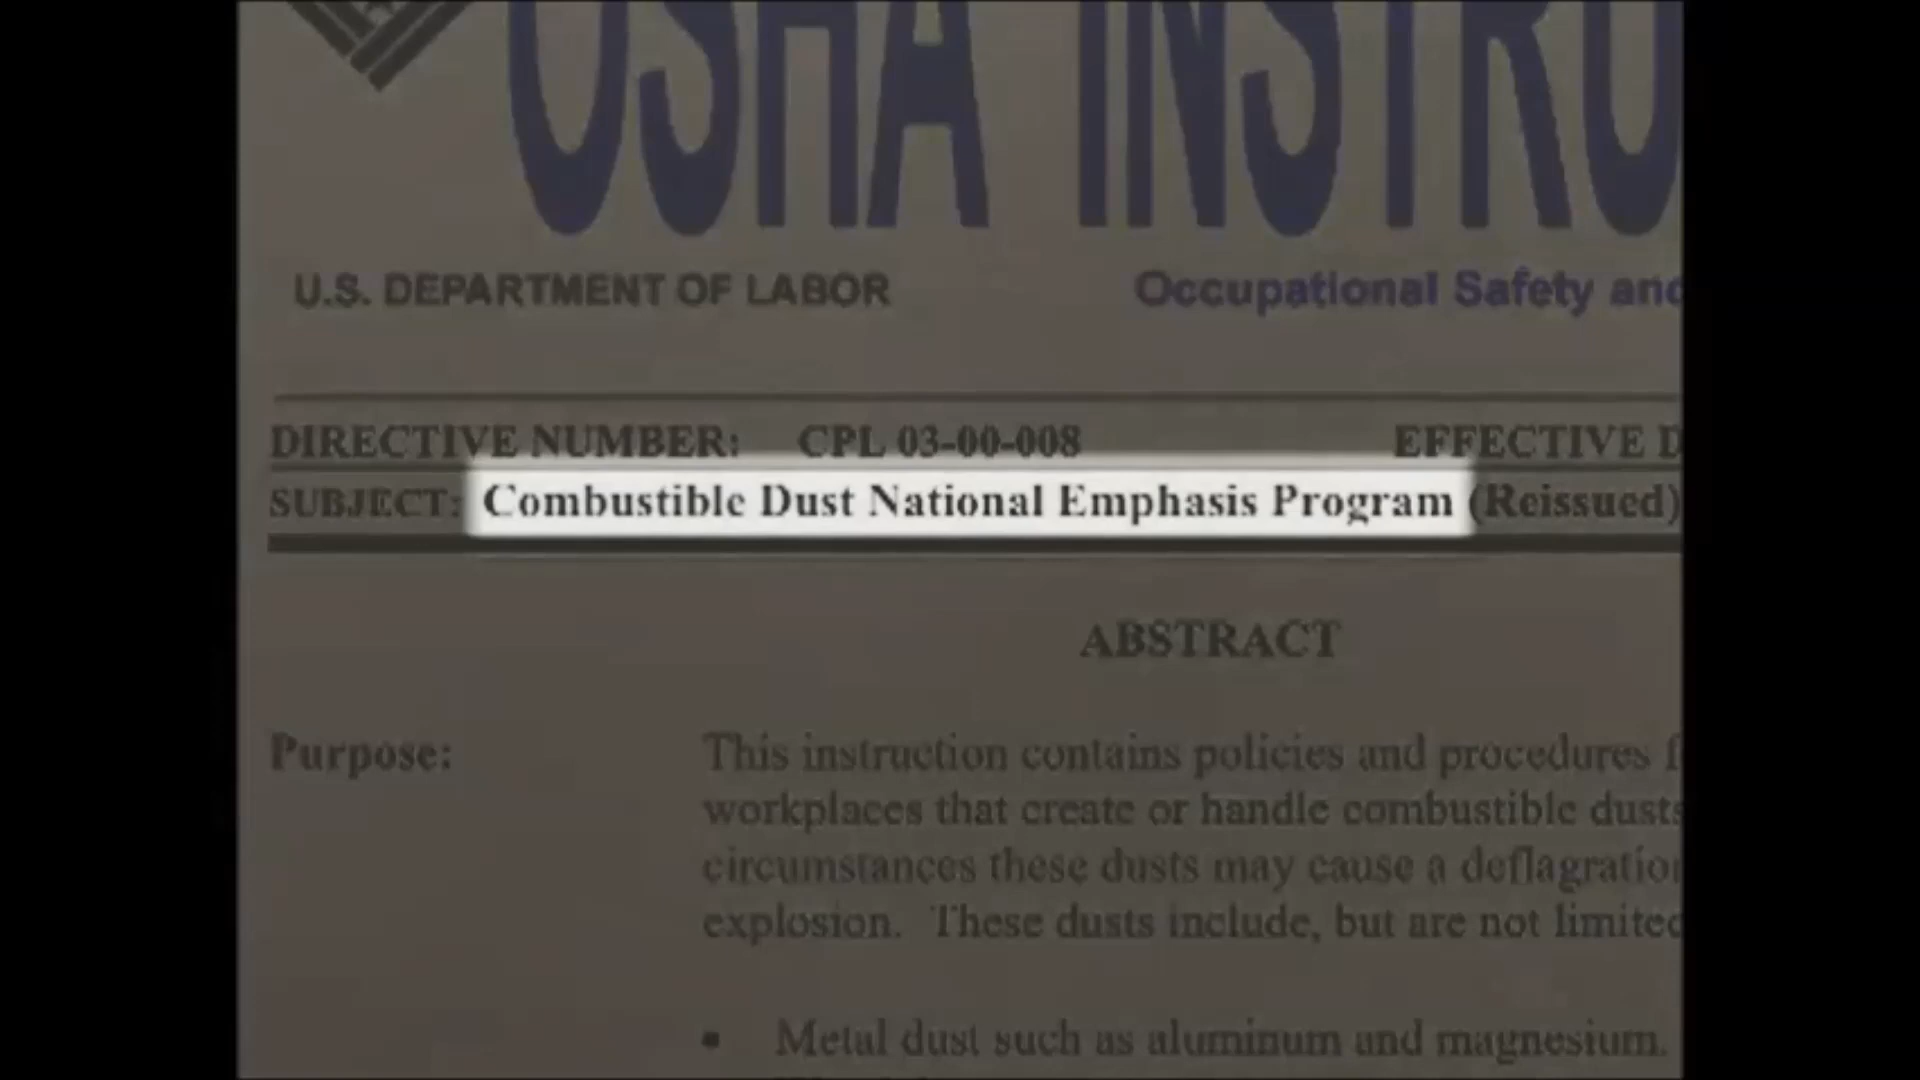 OSHA INSTRU
U.S. DEPARTMENT OF LABOR Occupational Safety and
DIRECTIVE NUMBER: CPL 03-00-008 EFFECTIVE D
SUBJECT: Combustible Dust National Emphasis Program (Reissued)
ABSTRACT
Purpose: This instruction contains policies and procedures f
workplaces that create or handle combustible dusts
circumstances these dusts may cause a deflagration
explosion. These dusts include, but are not limited
▪ Metal dust such as aluminum and magnesium.